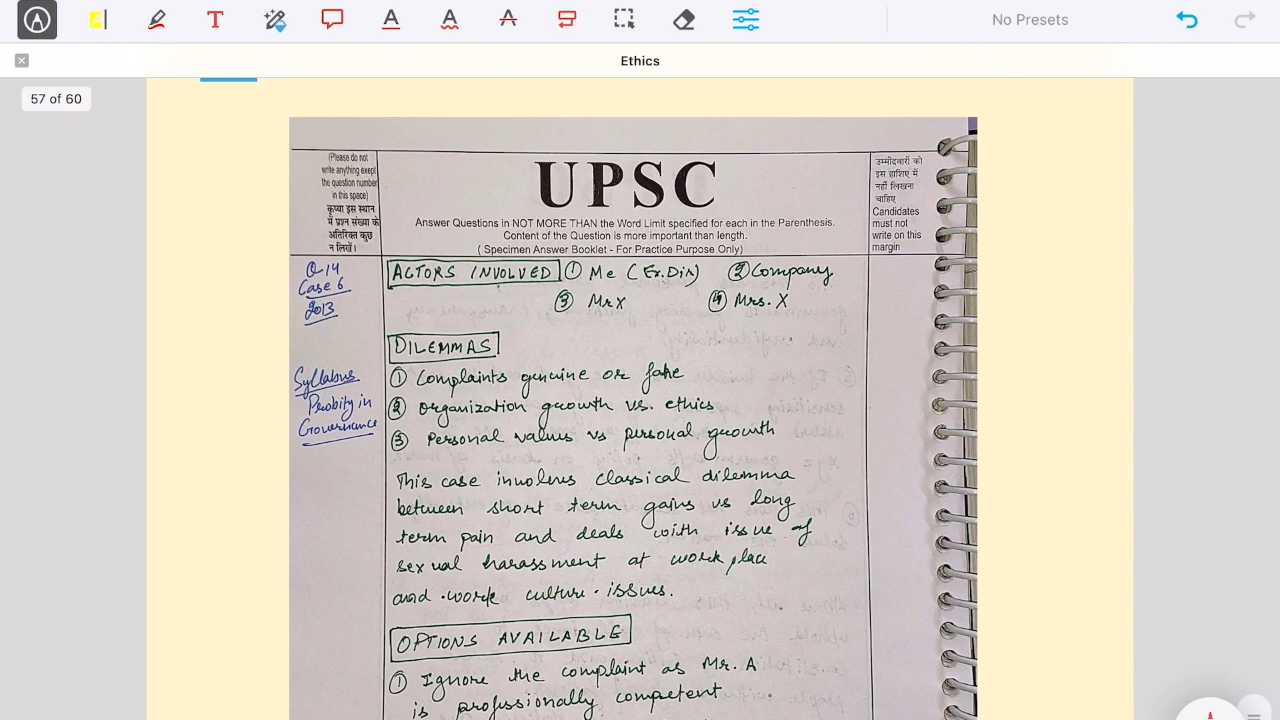 T
A
A
A
No Presets
Ethics
57 of 60
(Please do not
write anything exept
the question number
in this space)
कृप्या इस स्थान
में प्रश्न संख्या के
अतिरिक्त कुछ
न लिखें।
UPSC
Answer Questions in NOT MORE THAN the Word Limit specified for each in the Parenthesis.
Content of the Question is more important than length.
( Specimen Answer Booklet - For Practice Purpose Only)
उम्मीदवारों को
इस हाशिए में
नहीं लिखना
चाहिए
Candidates
must not
write on this
margin
Q-14
Case 6
2013
ACTORS INVOLVED ① Me (Ex.Dir) ② Company
③ Mr X ④ Mrs. X
DILEMMAS
Syllabus
Probity in
Governance
① Complaints genuine or fake
② Organization growth vs. ethics
③ Personal values vs personal growth
This case involves classical dilemma
between short term gains vs long
term pain and deals with issue of
sexual harassment at work place
and work culture issues.
OPTIONS AVAILABLE
① Ignore the complaint as Mr. A
is professionally competent.